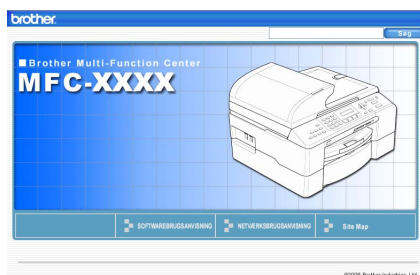 brother
Søg
Brother Multi-Function Center
MFC-XXXX
SOFTWAREBRUGSANVISNING NETVÆRKSBRUGSANVISNING Site Map